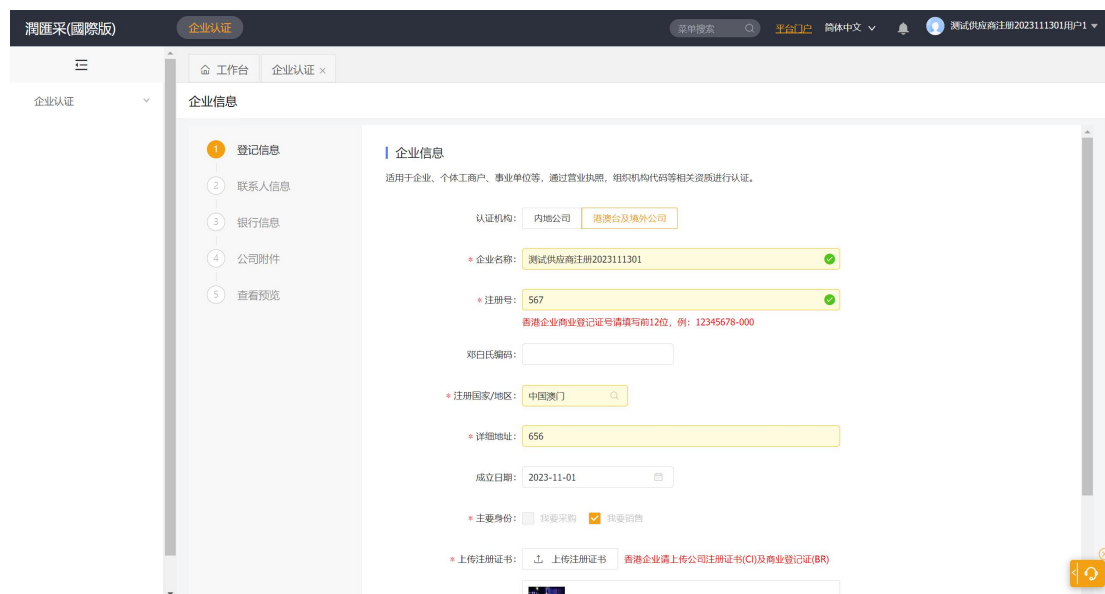 潤匯采(國際版)
企业认证
菜单搜索
平台门户
简体中文
测试供应商注册2023111301用户1
工作台
企业认证
企业认证
企业信息
1 登记信息
2 联系人信息
3 银行信息
4 公司附件
5 查看预览
企业信息
适用于企业、个体工商户、事业单位等，通过营业执照，组织机构代码等相关资质进行认证。
认证机构: 内地公司 港澳台及境外公司
* 企业名称: 测试供应商注册2023111301
* 注册号: 567
香港企业商业登记证号请填写前12位，例：12345678-000
邓白氏编码:
* 注册国家/地区: 中国澳门
* 详细地址: 656
成立日期: 2023-11-01
* 主要身份: 我要采购 我要销售
* 上传注册证书: 上传注册证书 香港企业请上传公司注册证书(CI)及商业登记证(BR)